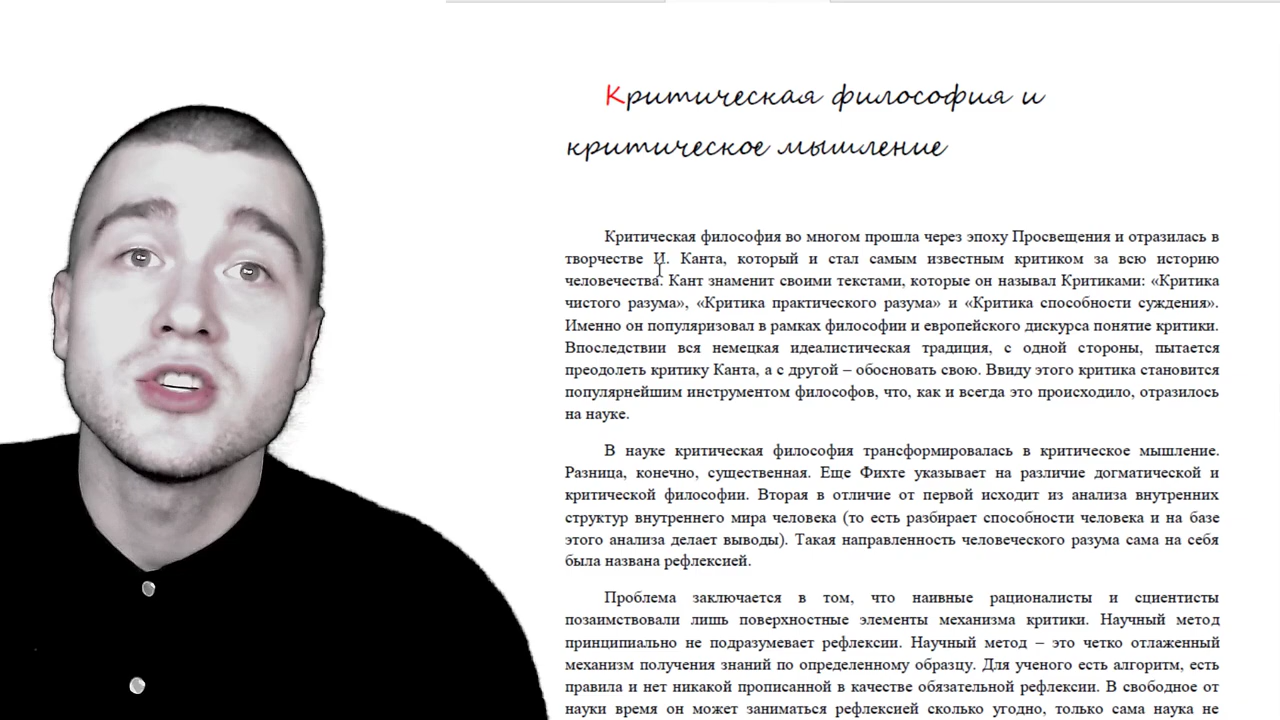 Критическая философия и
критическое мышление
Критическая философия во многом прошла через эпоху Просвещения и отразилась в
творчестве И. Канта, который и стал самым известным критиком за всю историю
человечества. Кант знаменит своими текстами, которые он называл Критиками: «Критика
чистого разума», «Критика практического разума» и «Критика способности суждения».
Именно он популяризовал в рамках философии и европейского дискурса понятие критики.
Впоследствии вся немецкая идеалистическая традиция, с одной стороны, пытается
преодолеть критику Канта, а с другой – обосновать свою. Ввиду этого критика становится
популярнейшим инструментом философов, что, как и всегда это происходило, отразилось
на науке.
В науке критическая философия трансформировалась в критическое мышление.
Разница, конечно, существенная. Еще Фихте указывает на различие догматической и
критической философии. Вторая в отличие от первой исходит из анализа внутренних
структур внутреннего мира человека (то есть разбирает способности человека и на базе
этого анализа делает выводы). Такая направленность человеческого разума сама на себя
была названа рефлексией.
Проблема заключается в том, что наивные рационалисты и сциентисты
позаимствовали лишь поверхностные элементы механизма критики. Научный метод
принципиально не подразумевает рефлексии. Научный метод – это четко отлаженный
механизм получения знаний по определенному образцу. Для ученого есть алгоритм, есть
правила и нет никакой прописанной в качестве обязательной рефлексии. В свободное от
науки время он может заниматься рефлексией сколько угодно, только сама наука не